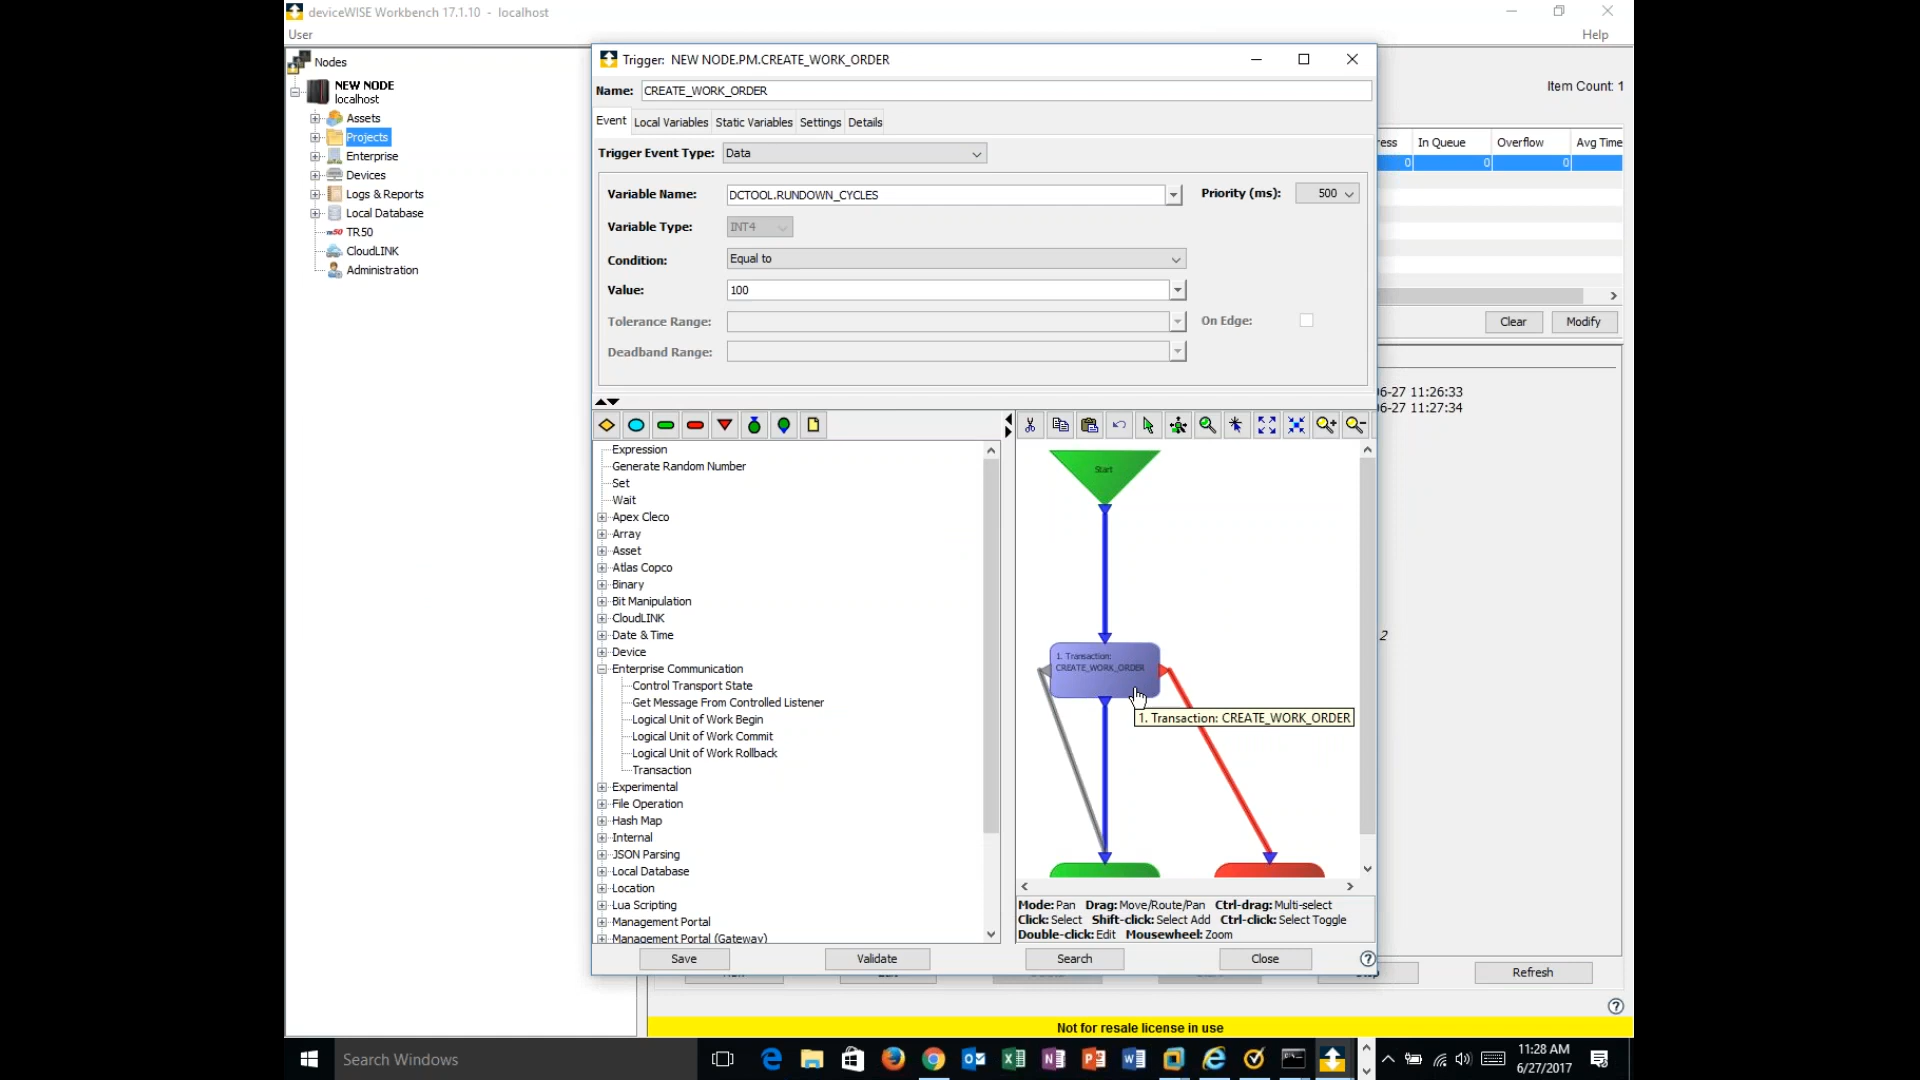 deviceWISE Workbench 17.1.10 - localhost
User
Help
Nodes
NEW NODE
localhost
Assets
Projects
Enterprise
Devices
Logs & Reports
Local Database
TR50
CloudLINK
Administration
Trigger: NEW NODE.PM.CREATE_WORK_ORDER
Name: CREATE_WORK_ORDER
Event Local Variables Static Variables Settings Details
Trigger Event Type: Data
Variable Name: DCTOOL.RUNDOWN_CYCLES Priority (ms): 500
Variable Type: INT4
Condition: Equal to
Value: 100
Tolerance Range: On Edge:
Deadband Range:
Item Count: 1
ress In Queue Overflow Avg Time
0 0 0
Clear Modify
6-27 11:26:33
6-27 11:27:34
2
Expression
Generate Random Number
Set
Wait
Apex Cleco
Array
Asset
Atlas Copco
Binary
Bit Manipulation
CloudLINK
Date & Time
Device
Enterprise Communication
Control Transport State
Get Message From Controlled Listener
Logical Unit of Work Begin
Logical Unit of Work Commit
Logical Unit of Work Rollback
Transaction
Experimental
File Operation
Hash Map
Internal
JSON Parsing
Local Database
Location
Lua Scripting
Management Portal
Management Portal (Gateway)
Start
1. Transaction:
CREATE_WORK_ORDER
1. Transaction: CREATE_WORK_ORDER
Mode: Pan Drag: Move/Route/Pan Ctrl-drag: Multi-select
Click: Select Shift-click: Select Add Ctrl-click: Select Toggle
Double-click: Edit Mousewheel: Zoom
Save Validate Search Close
Refresh
Not for resale license in use
Search Windows
11:28 AM
6/27/2017